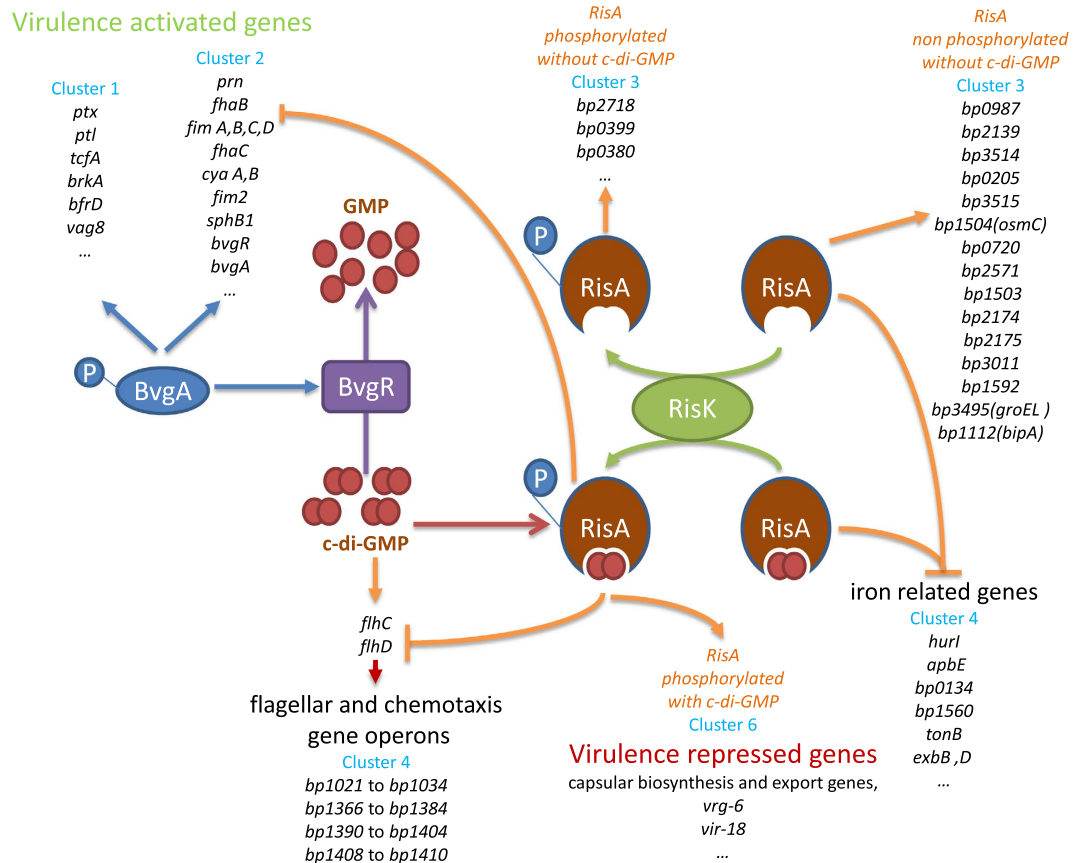 Virulence activated genes
Cluster 1
ptx
ptl
tcfA
brkA
bfrD
vag8
...
Cluster 2
prn
fhaB
fim A,B,C,D
fhaC
cya A,B
fim2
sphB1
bvgR
bvgA
...
RisA
phosphorylated
without c-di-GMP
Cluster 3
bp2718
bp0399
bp0380
...
RisA
non phosphorylated
without c-di-GMP
Cluster 3
bp0987
bp2139
bp3514
bp0205
bp3515
bp1504(osmC)
bp0720
bp2571
bp1503
bp2174
bp2175
bp3011
bp1592
bp3495(groEL )
bp1112(bipA)
GMP
P
RisA
RisA
P
BvgA
BvgR
RisK
P
RisA
RisA
c-di-GMP
flhC
flhD
flagellar and chemotaxis
gene operons
Cluster 4
bp1021 to bp1034
bp1366 to bp1384
bp1390 to bp1404
bp1408 to bp1410
RisA
phosphorylated
with c-di-GMP
Cluster 6
Virulence repressed genes
capsular biosynthesis and export genes,
vrg-6
vir-18
...
iron related genes
Cluster 4
hurI
apbE
bp0134
bp1560
tonB
exbB ,D
...